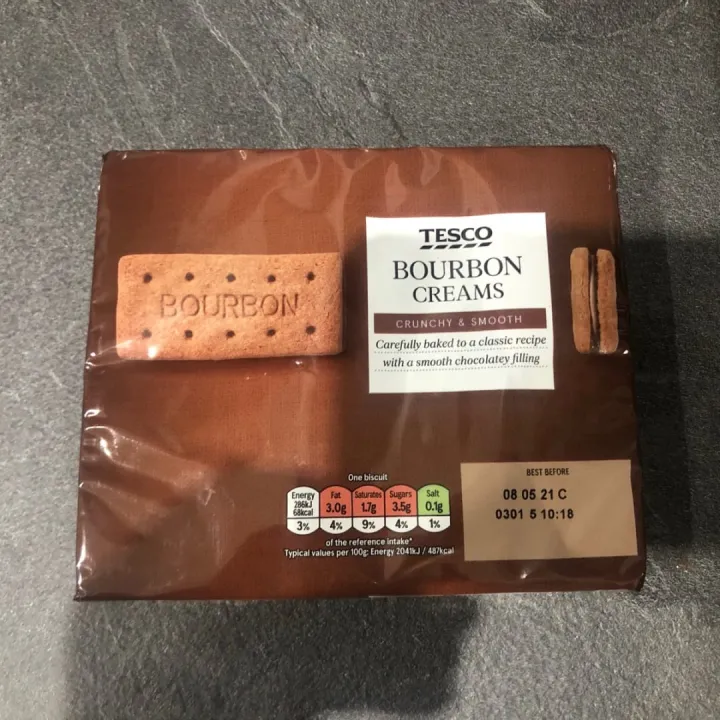 BOURBON
TESCO
BOURBON
CREAMS
CRUNCHY & SMOOTH
Carefully baked to a classic recipe
with a smooth chocolatey filling
One biscuit
Energy
286kJ
68kcal
3%
Fat
3.0g
4%
Saturates
1.7g
9%
Sugars
3.5g
4%
Salt
0.1g
1%
of the reference intake*
Typical values per 100g: Energy 2041kJ / 487kcal
BEST BEFORE
08 05 21 C
0301 5 10:18